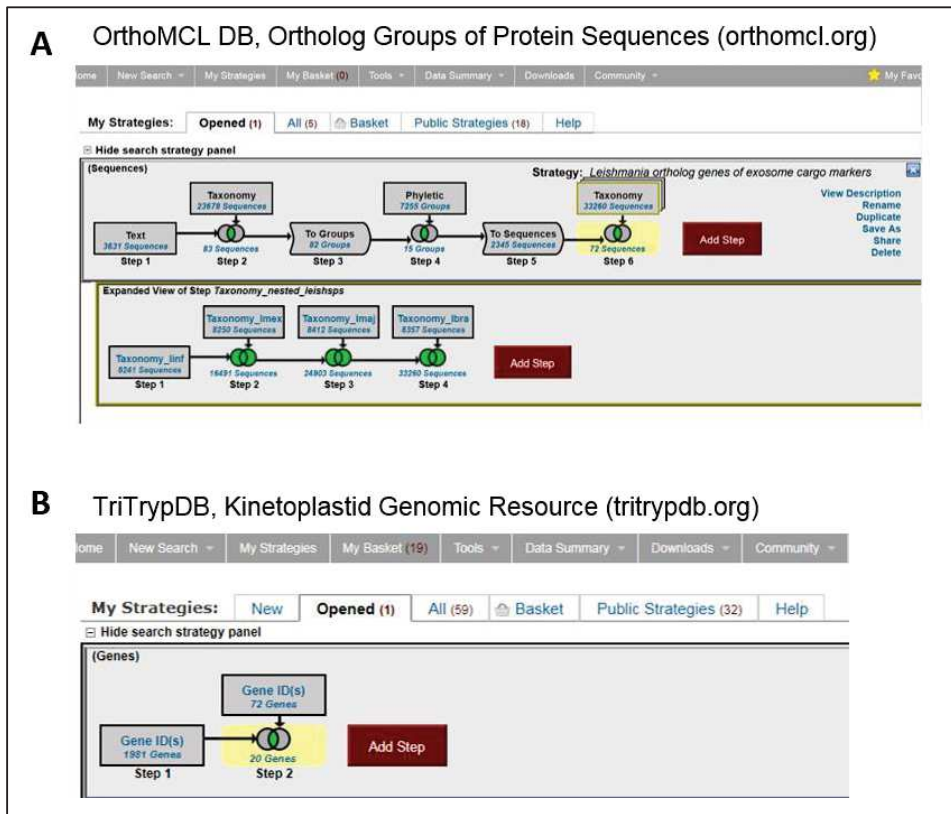 A OrthoMCL DB, Ortholog Groups of Protein Sequences (orthomcl.org)
ome New Search My Strategies My Basket (0) Tools Data Summary Downloads Community My Favo
My Strategies: Opened (1) All (5) Basket Public Strategies (18) Help
Hide search strategy panel
(Sequences)
Strategy: Leishmania ortholog genes of exosome cargo markers
Taxonomy
23678 Sequences
Phyletic
7255 Groups
Taxonomy
33260 Sequences
View Description
Rename
Duplicate
Save As
Share
Delete
Text
3631 Sequences
83 Sequences
To Groups
82 Groups
15 Groups
To Sequences
2345 Sequences
72 Sequences
Add Step
Step 1 Step 2 Step 3 Step 4 Step 5 Step 6
Expanded View of Step Taxonomy_nested_leishsps
Taxonomy_lmex
8250 Sequences
Taxonomy_lmaj
8412 Sequences
Taxonomy_lbra
8357 Sequences
Taxonomy_linf
8241 Sequences
16491 Sequences
24903 Sequences
33260 Sequences
Add Step
Step 1 Step 2 Step 3 Step 4
B TriTrypDB, Kinetoplastid Genomic Resource (tritrypdb.org)
ome New Search My Strategies My Basket (19) Tools Data Summary Downloads Community
My Strategies: New Opened (1) All (59) Basket Public Strategies (32) Help
Hide search strategy panel
(Genes)
Gene ID(s)
72 Genes
Gene ID(s)
1981 Genes
20 Genes
Add Step
Step 1 Step 2